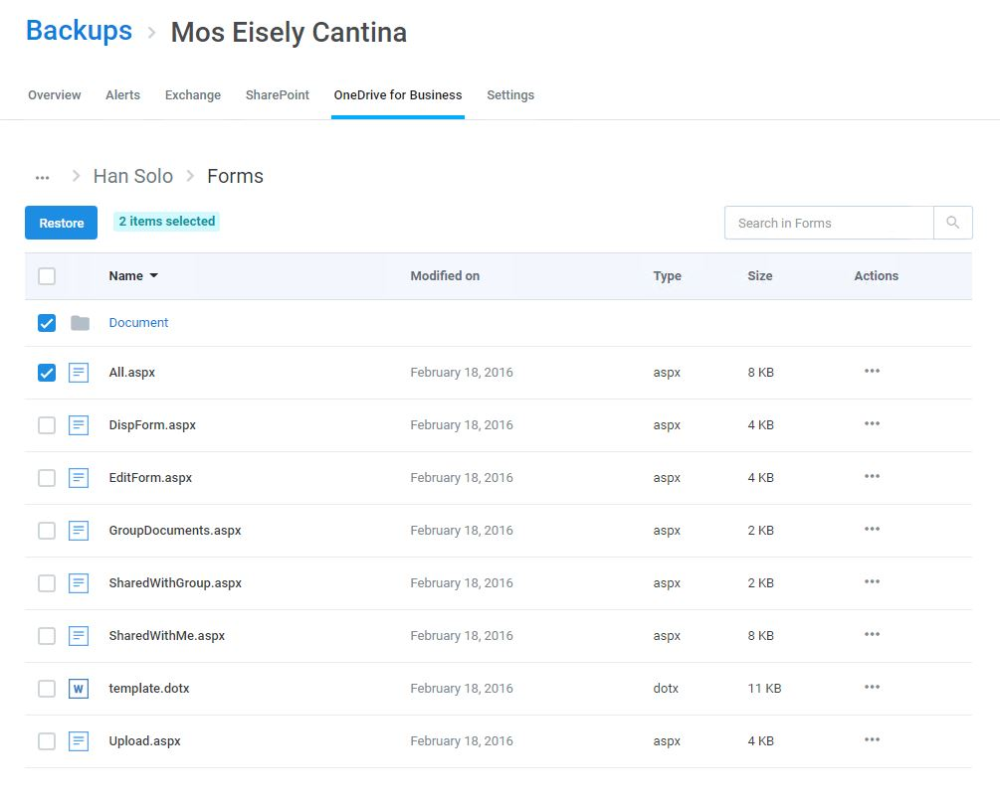 Backups > Mos Eisely Cantina
Overview Alerts Exchange SharePoint OneDrive for Business Settings
... > Han Solo > Forms
Restore 2 items selected Search in Forms
Name Modified on Type Size Actions
Document
All.aspx February 18, 2016 aspx 8 KB •••
DispForm.aspx February 18, 2016 aspx 4 KB •••
EditForm.aspx February 18, 2016 aspx 4 KB •••
GroupDocuments.aspx February 18, 2016 aspx 2 KB •••
SharedWithGroup.aspx February 18, 2016 aspx 2 KB •••
SharedWithMe.aspx February 18, 2016 aspx 8 KB •••
W template.dotx February 18, 2016 dotx 11 KB •••
Upload.aspx February 18, 2016 aspx 4 KB •••